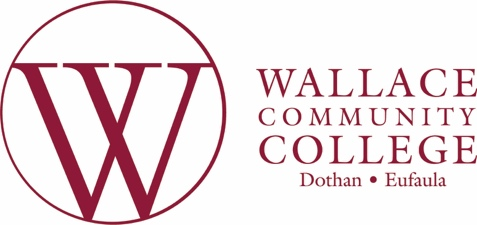 W
WALLACE
COMMUNITY
COLLEGE
Dothan • Eufaula